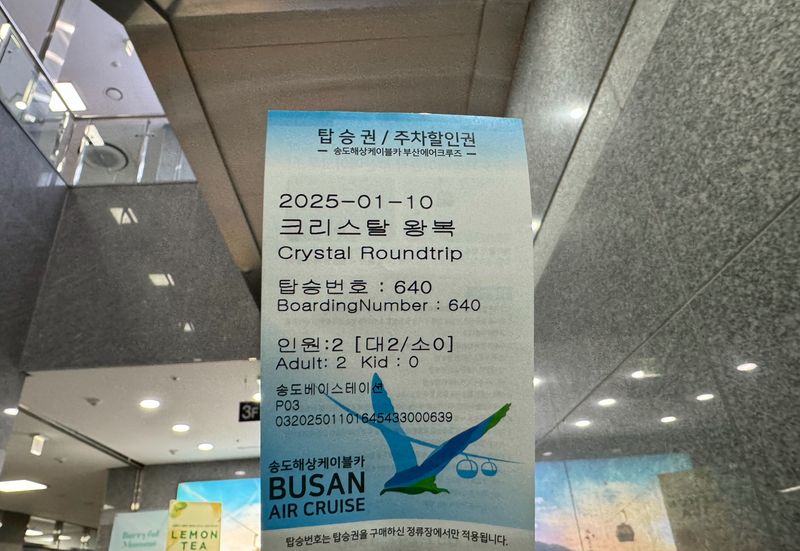 탑 승 권 / 주차할인권
송도해상케이블카 부산에어크루즈
2025-01-10
크리스탈 왕복
Crystal Roundtrip
탑승번호 : 640
BoardingNumber : 640
인원:2 [대2/소0]
Adult: 2 Kid : 0
송도베이스테이션
P03
03202501101645433000639
송도해상케이블카
BUSAN
AIR CRUISE
탑승번호는 탑승권을 구매하신 정류장에서만 적용됩니다.
3F
LEMON
TEA